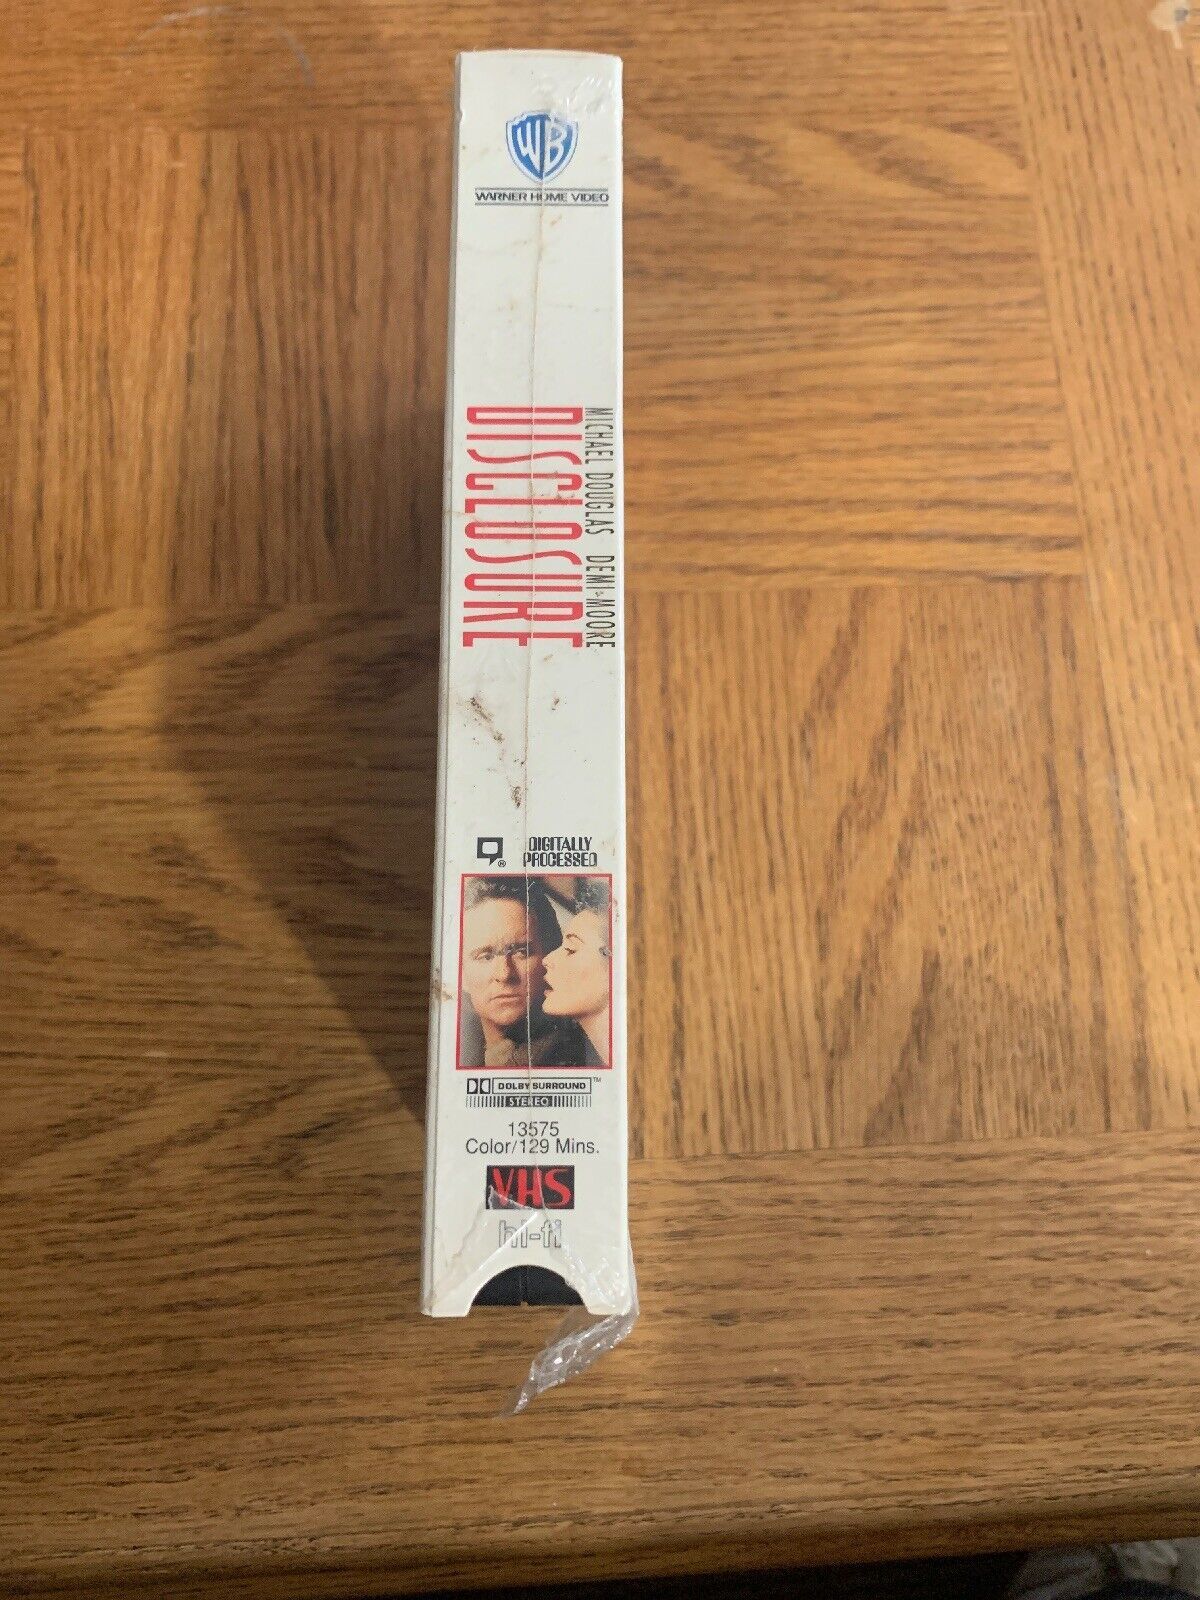 WB
WARNER HOME VIDEO
MICHAEL DOUGLAS DEMI MOORE
DISCLOSURE
® DIGITALLY
PROCESSED
DOLBY SURROUND ™
STEREO
13575
Color/129 Mins.
VHS
hi-fi